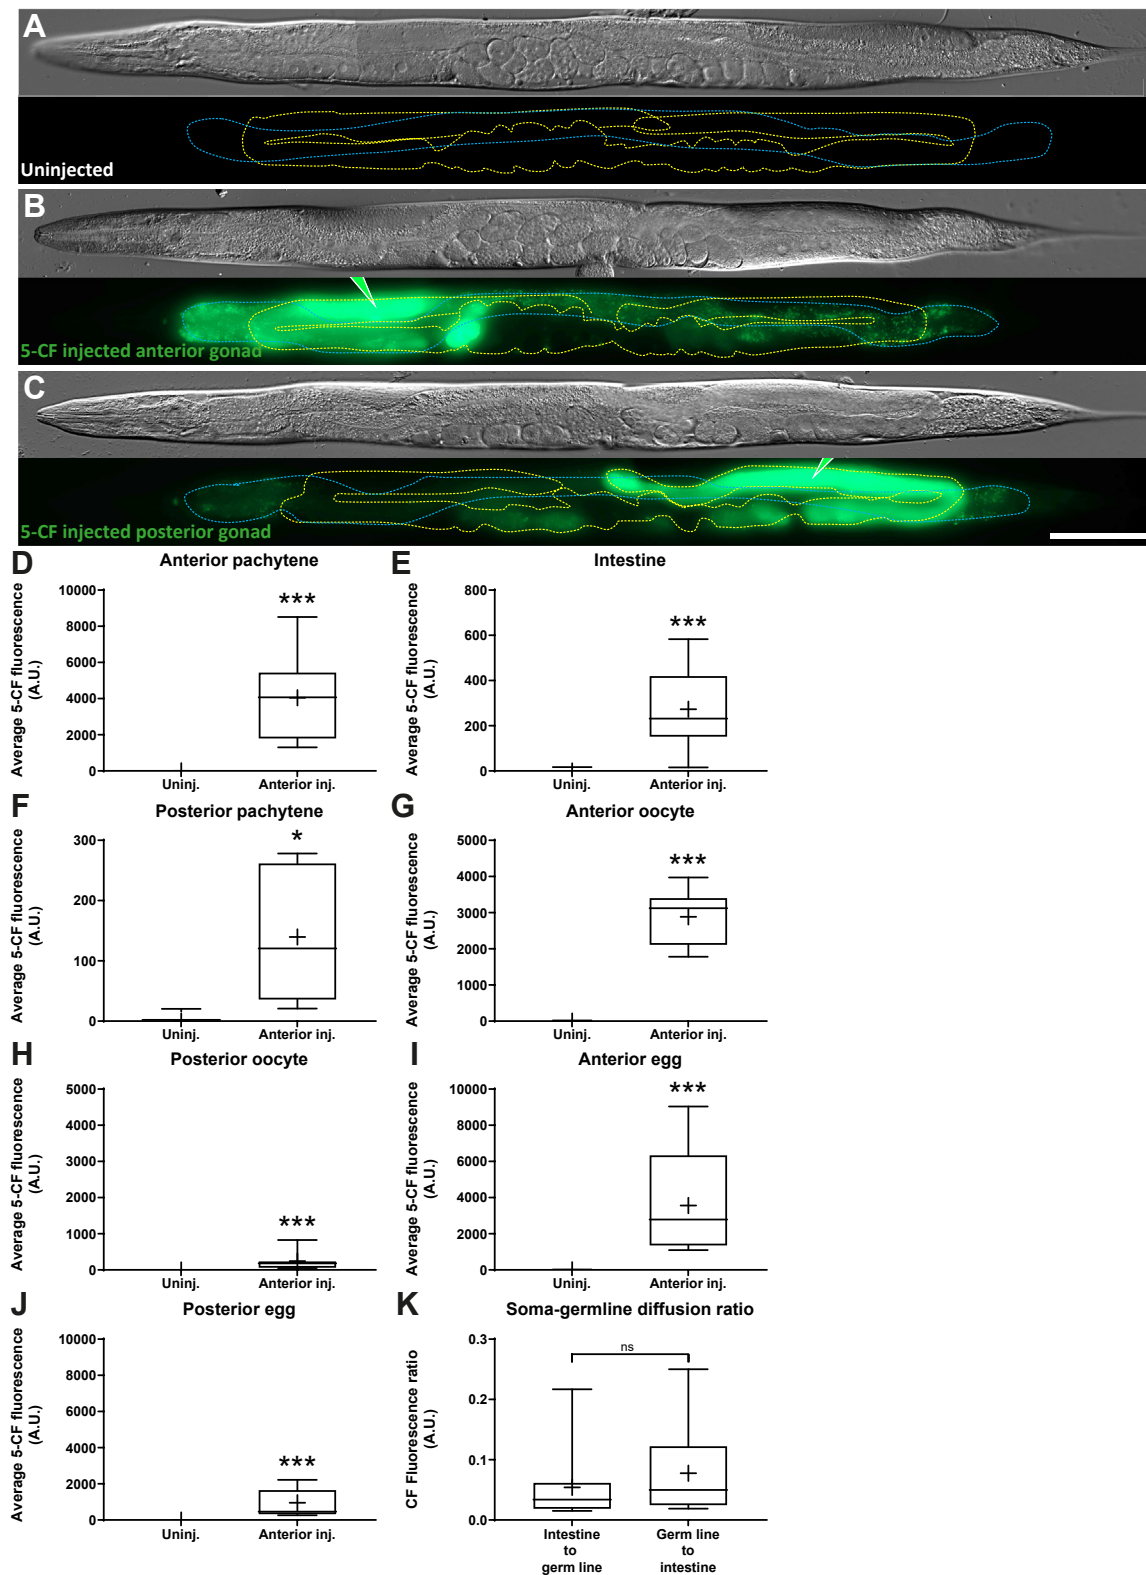 A
Uninjected
B
5-CF injected anterior gonad
C
5-CF injected posterior gonad
D
Anterior pachytene
Average 5-CF fluorescence
(A.U.)
10000
8000
6000
4000
2000
0
***
Uninj.
Anterior inj.
E
Intestine
Average 5-CF fluorescence
(A.U.)
800
600
400
200
0
***
Uninj.
Anterior inj.
F
Posterior pachytene
Average 5-CF fluorescence
(A.U.)
300
200
100
0
*
Uninj.
Anterior inj.
G
Anterior oocyte
Average 5-CF fluorescence
(A.U.)
5000
4000
3000
2000
1000
0
***
Uninj.
Anterior inj.
H
Posterior oocyte
Average 5-CF fluorescence
(A.U.)
5000
4000
3000
2000
1000
0
***
Uninj.
Anterior inj.
I
Anterior egg
Average 5-CF fluorescence
(A.U.)
10000
8000
6000
4000
2000
0
***
Uninj.
Anterior inj.
J
Posterior egg
Average 5-CF fluorescence
(A.U.)
10000
8000
6000
4000
2000
0
***
Uninj.
Anterior inj.
K
Soma-germline diffusion ratio
CF Fluorescence ratio
(A.U.)
0.3
0.2
0.1
0.0
ns
Intestine
to
germ line
Germ line
to
intestine